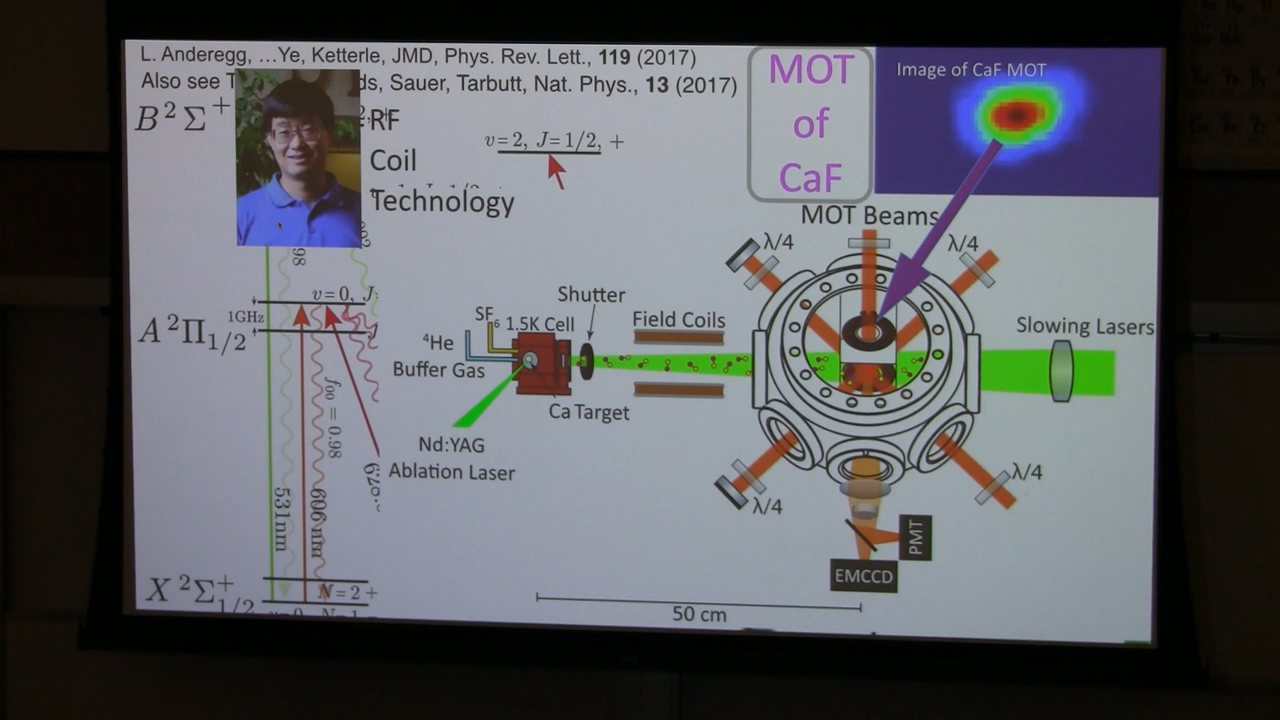 L. Anderegg, …Ye, Ketterle, JMD, Phys. Rev. Lett., 119 (2017)
Also see T ds, Sauer, Tarbutt, Nat. Phys., 13 (2017)
B²Σ⁺
RF
Coil
Technology
v=2, J=1/2, +
MOT
of
CaF
Image of CaF MOT
MOT Beams
λ/4
λ/4
98
v=0, J
1GHz
A²Π1/2
Shutter
SF6
1.5K Cell
Field Coils
Slowing Lasers
⁴He
Buffer Gas
Ca Target
f00 = 0.98
Nd:YAG
Ablation Laser
531nm
606nm
λ/4
λ/4
PMT
EMCCD
X²Σ⁺1/2
N=2 +
50 cm